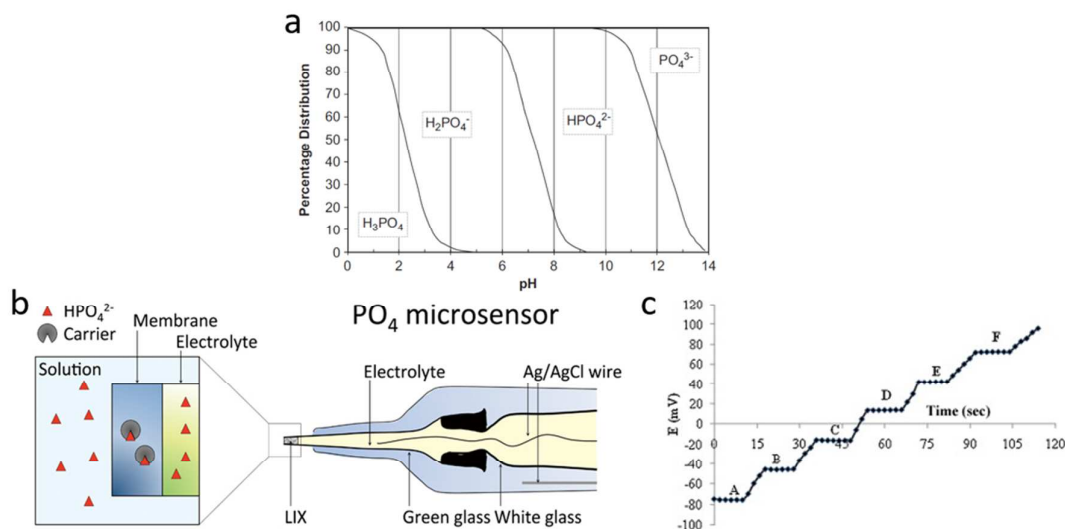 a
100
90
80
70
60
50
40
30
20
10
0
Percentage Distribution
H₃PO₄
H₂PO₄⁻
HPO₄²⁻
PO₄³⁻
0 2 4 6 8 10 12 14
pH
b
HPO₄²⁻
Carrier
Membrane
Electrolyte
Solution
PO₄ microsensor
Electrolyte
Ag/AgCl wire
LIX
Green glass
White glass
c
120
100
80
60
40
20
0
-20
-40
-60
-80
-100
E (mV)
A
B
C
D
E
F
Time (sec)
0 15 30 45 60 75 90 105 120